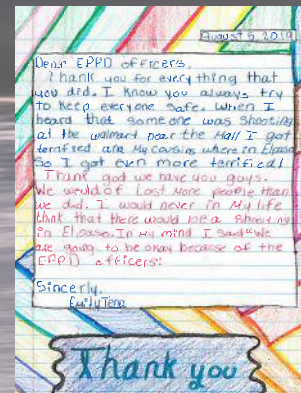 August 5, 2019
Dear EPPD officers,
Thank you for everything that
you did. I know you always try
to keep everyone safe. When I
heard that someone was shooting
at the walmart near the Mall I got
terrified and My cousins where in Elpaso
So I got even more terrified
Thank god we have you guys.
We would of Lost More people than
we did. I would never in My life
think that there would be a shooting
in Elpaso. In My mind I said "We
are going to be okay because of the
EPPD officers!
Sincerely,
Emily Tena
Thank you